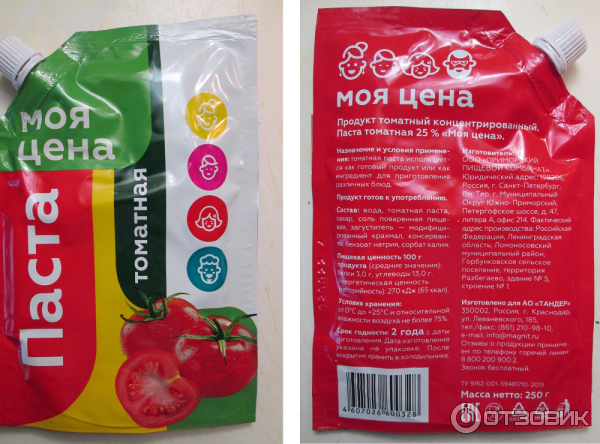 моя
цена
Паста
томатная
моя цена
Продукт томатный концентрированный.
Паста томатная 25 % «Моя цена».
Назначение и условия примене-
ния: томатная паста используется
как готовый продукт или как
ингредиент для приготовления
различных блюд.
Продукт готов к употреблению.
Состав: вода, томатная паста,
сахар, соль поваренная пище-
вая, загуститель — модифици-
рованный крахмал, консерван-
ты: бензоат натрия, сорбат калия.
Пищевая ценность 100 г
продукта (средние значения):
белки 3,0 г, углеводы 13,0 г.
Энергетическая ценность
(калорийность): 270 кДж (65 ккал)
Условия хранения:
от 0°С до +25°С и относительной
влажности воздуха не более 75%.
Срок годности: 2 года с даты
изготовления. Дата изготовления
указана на упаковке. После
вскрытия хранить в холодильнике.
Изготовитель:
ООО «ПРИМОРСКИЙ
ПИЩЕВОЙ КОМБИНАТ»
Юридический адрес: 198206,
Россия, г. Санкт-Петербург,
Вн. Тер. г. Муниципальный
Округ Южно-Приморский,
Петергофское шоссе, д. 47,
литера А, офис 214. Фактический
адрес производства: Российская
Федерация, Ленинградская
область, Ломоносовский
муниципальный район,
Горбунковское сельское
поселение, территория
Разбегаево, здание № 5,
строение № 1.
Изготовлено для АО «ТАНДЕР»
350002, Россия, г. Краснодар,
ул. Леваневского, 185,
тел./факс: (861) 210-98-10,
e-mail: info@magnit.ru
Отзывы о продукции принима-
ем по телефону горячей линии:
8 800 200 900 2.
Звонок бесплатный.
ТУ 9162-001-59481710-2015
Масса нетто: 250 г
4607026600328
ОТЗОВИК